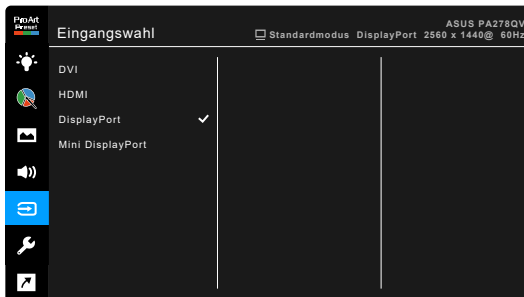 ProArt
Preset
Eingangswahl
ASUS PA278QV
Standardmodus DisplayPort 2560 x 1440@ 60Hz
DVI
HDMI
DisplayPort
Mini DisplayPort